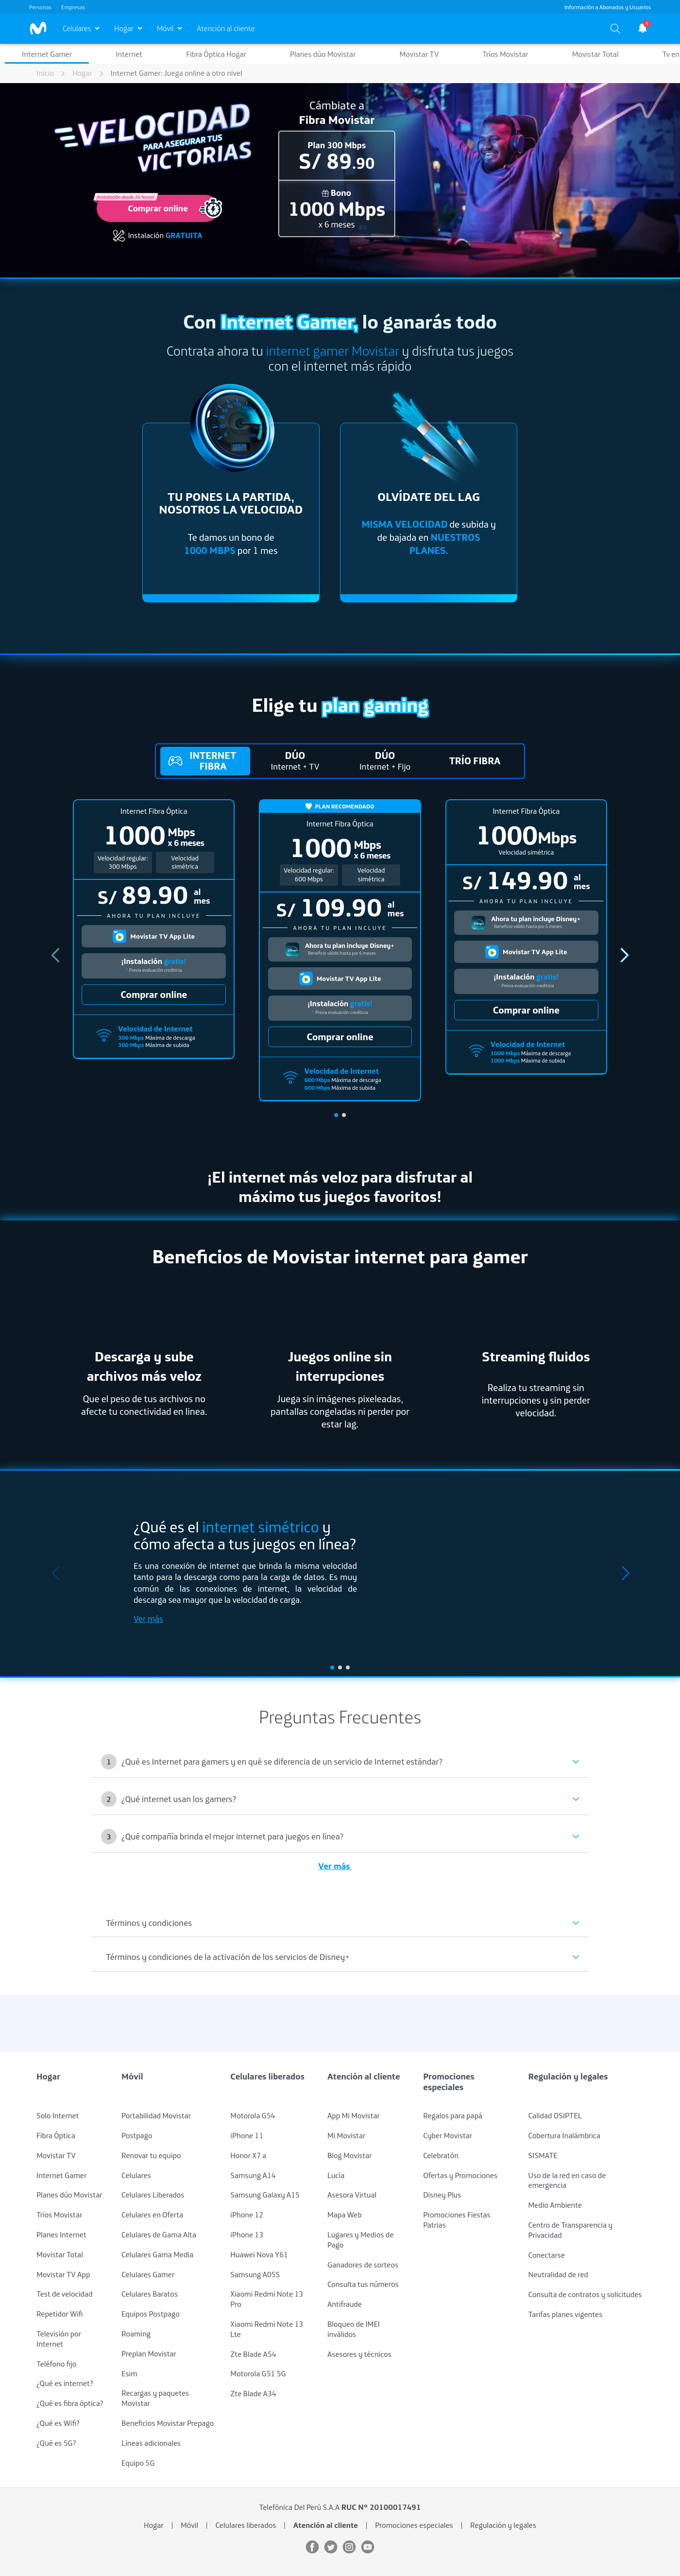 Personas
Empresas
Información a Abonados y Usuarios
Celulares
Hogar
Móvil
Atención al cliente
1
Internet Gamer
Internet
Fibra Óptica Hogar
Planes dúo Movistar
Movistar TV
Tríos Movistar
Movistar Total
Tv en
Inicio
Hogar
Internet Gamer: Juega online a otro nivel
VELOCIDAD
PARA ASEGURAR TUS
VICTORIAS
Instalación desde 24 horas
Comprar online
Instalación GRATUITA
Cámbiate a
Fibra Movistar
Plan 300 Mbps
S/ 89.90
Bono
1000 Mbps
x 6 meses
Con Internet Gamer, lo ganarás todo
Contrata ahora tu internet gamer Movistar y disfruta tus juegos
con el internet más rápido
TU PONES LA PARTIDA,
NOSOTROS LA VELOCIDAD
Te damos un bono de
1000 MBPS por 1 mes
OLVÍDATE DEL LAG
MISMA VELOCIDAD de subida y
de bajada en NUESTROS
PLANES.
Elige tu plan gaming
INTERNET
FIBRA
DÚO
Internet + TV
DÚO
Internet + Fijo
TRÍO FIBRA
Internet Fibra Óptica
1000 Mbps
x 6 meses
Velocidad regular:
300 Mbps
Velocidad
simétrica
S/ 89.90 al
mes
AHORA TU PLAN INCLUYE
Movistar TV App Lite
¡Instalación gratis!
* Previa evaluación crediticia
Comprar online
Velocidad de Internet
300 Mbps Máxima de descarga
300 Mbps Máxima de subida
PLAN RECOMENDADO
Internet Fibra Óptica
1000 Mbps
x 6 meses
Velocidad regular:
600 Mbps
Velocidad
simétrica
S/ 109.90 al
mes
AHORA TU PLAN INCLUYE
Ahora tu plan incluye Disney+
Beneficio válido hasta por 6 meses
Movistar TV App Lite
¡Instalación gratis!
* Previa evaluación crediticia
Comprar online
Velocidad de Internet
600 Mbps Máxima de descarga
600 Mbps Máxima de subida
Internet Fibra Óptica
1000Mbps
Velocidad simétrica
S/ 149.90 al
mes
AHORA TU PLAN INCLUYE
Ahora tu plan incluye Disney+
Beneficio válido hasta por 6 meses
Movistar TV App Lite
¡Instalación gratis!
* Previa evaluación crediticia
Comprar online
Velocidad de Internet
1000 Mbps Máxima de descarga
1000 Mbps Máxima de subida
¡El internet más veloz para disfrutar al
máximo tus juegos favoritos!
Beneficios de Movistar internet para gamer
Descarga y sube
archivos más veloz
Que el peso de tus archivos no
afecte tu conectividad en línea.
Juegos online sin
interrupciones
Juega sin imágenes pixeleadas,
pantallas congeladas ni perder por
estar lag.
Streaming fluidos
Realiza tu streaming sin
interrupciones y sin perder
velocidad.
¿Qué es el internet simétrico y
cómo afecta a tus juegos en línea?
Es una conexión de internet que brinda la misma velocidad
tanto para la descarga como para la carga de datos. Es muy
común de las conexiones de internet, la velocidad de
descarga sea mayor que la velocidad de carga.
Ver más
Preguntas Frecuentes
1 ¿Qué es Internet para gamers y en qué se diferencia de un servicio de Internet estándar?
2 ¿Qué internet usan los gamers?
3 ¿Qué compañía brinda el mejor internet para juegos en línea?
Ver más
Términos y condiciones
Términos y condiciones de la activación de los servicios de Disney+
Hogar
Solo Internet
Fibra Óptica
Movistar TV
Internet Gamer
Planes dúo Movistar
Tríos Movistar
Planes Internet
Movistar Total
Movistar TV App
Test de velocidad
Repetidor Wifi
Televisión por
Internet
Teléfono fijo
¿Qué es internet?
¿Qué es fibra óptica?
¿Qué es Wifi?
¿Qué es 5G?
Móvil
Portabilidad Movistar
Postpago
Renovar tu equipo
Celulares
Celulares Liberados
Celulares en Oferta
Celulares de Gama Alta
Celulares Gama Media
Celulares Gamer
Celulares Baratos
Equipos Postpago
Roaming
Preplan Movistar
Esim
Recargas y paquetes
Movistar
Beneficios Movistar Prepago
Líneas adicionales
Equipo 5G
Celulares liberados
Motorola G54
iPhone 11
Honor X7 a
Samsung A14
Samsung Galaxy A15
iPhone 12
iPhone 13
Huawei Nova Y61
Samsung A05S
Xiaomi Redmi Note 13
Pro
Xiaomi Redmi Note 13
Lte
Zte Blade A54
Motorola G51 5G
Zte Blade A34
Atención al cliente
App Mi Movistar
Mi Movistar
Blog Movistar
Lucía
Asesora Virtual
Mapa Web
Lugares y Medios de
Pago
Ganadores de sorteos
Consulta tus números
Antifraude
Bloqueo de IMEI
inválidos
Asesores y técnicos
Promociones
especiales
Regalos para papá
Cyber Movistar
Celebratón
Ofertas y Promociones
Disney Plus
Promociones Fiestas
Patrias
Regulación y legales
Calidad OSIPTEL
Cobertura Inalámbrica
SISMATE
Uso de la red en caso de
emergencia
Medio Ambiente
Centro de Transparencia y
Privacidad
Conectarse
Neutralidad de red
Consulta de contratos y solicitudes
Tarifas planes vigentes
Telefónica Del Perú S.A.A RUC Nº 20100017491
Hogar | Móvil | Celulares liberados | Atención al cliente | Promociones especiales | Regulación y legales